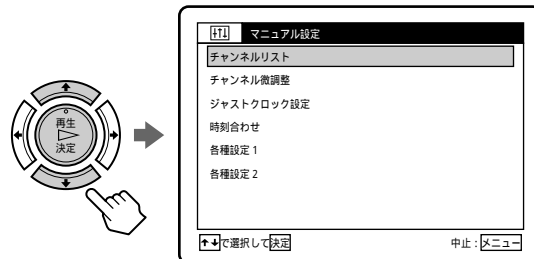 マニュアル設定
チャンネルリスト
チャンネル微調整
ジャストクロック設定
時刻合わせ
各種設定 1
各種設定 2
再生
決定
で選択して決定
中止 : メニュー